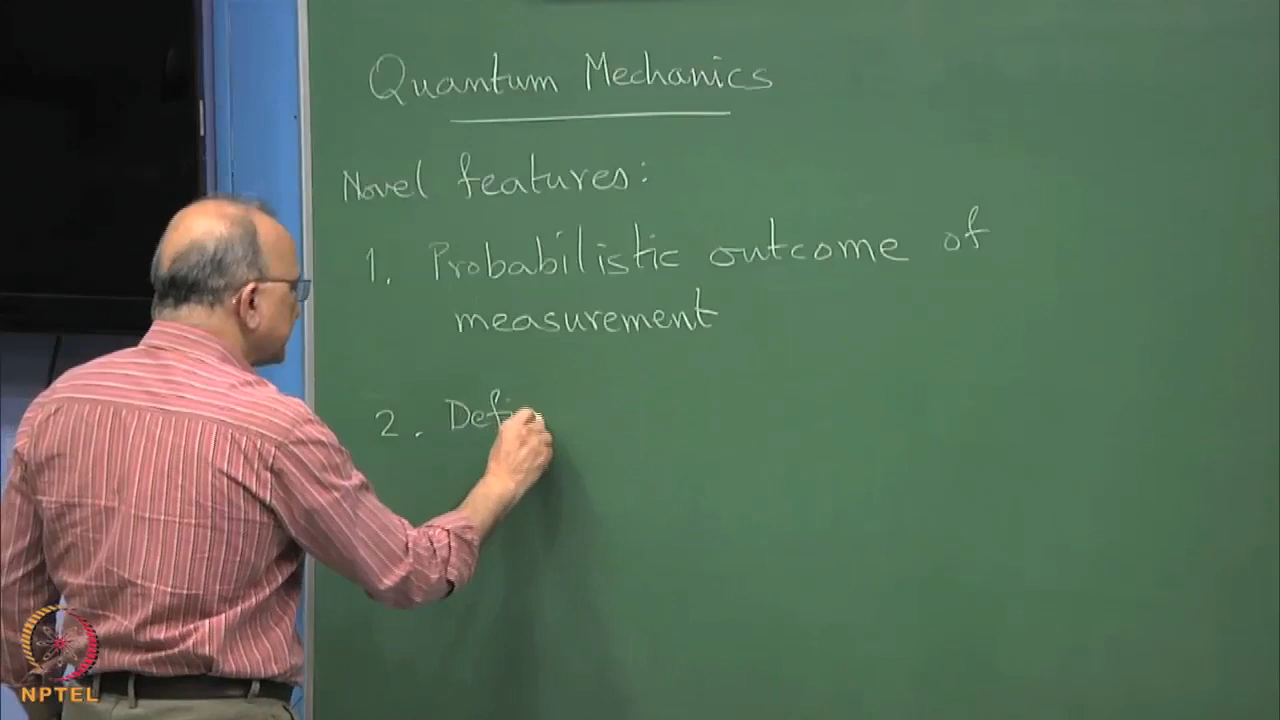 Quantum Mechanics
Novel features:
1. Probabilistic outcome of
measurement
2. Defi
NPTEL